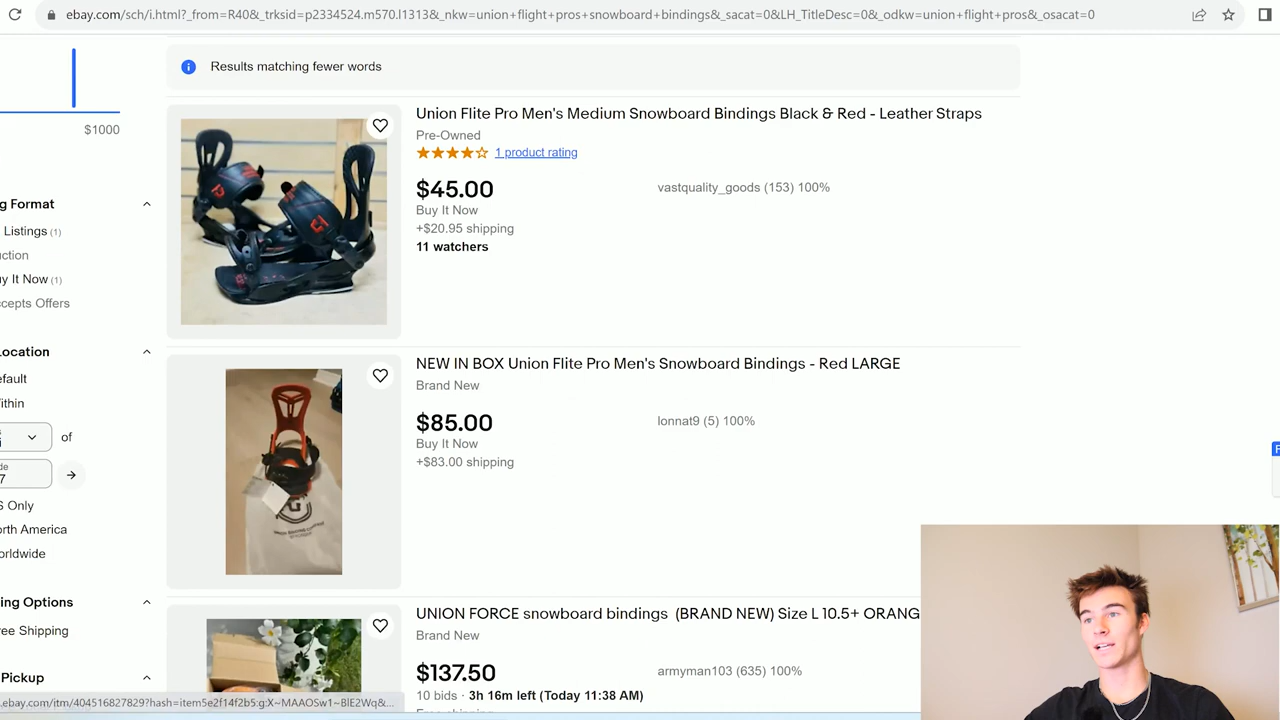 ebay.com/sch/i.html?_from=R40&_trksid=p2334524.m570.l1313&_nkw=union+flight+pros+snowboard+bindings&_sacat=0&LH_TitleDesc=0&_odkw=union+flight+pros&_osacat=0
Results matching fewer words
$1000
Union Flite Pro Men's Medium Snowboard Bindings Black & Red - Leather Straps
Pre-Owned
1 product rating
$45.00
vastquality_goods (153) 100%
Buy It Now
+$20.95 shipping
11 watchers
g Format
Listings (1)
ction
y It Now (1)
ccepts Offers
ocation
efault
ithin
of
de
7
S Only
orth America
orldwide
NEW IN BOX Union Flite Pro Men's Snowboard Bindings - Red LARGE
Brand New
$85.00
lonnat9 (5) 100%
Buy It Now
+$83.00 shipping
ing Options
ree Shipping
Pickup
UNION FORCE snowboard bindings (BRAND NEW) Size L 10.5+ ORANG
Brand New
$137.50
armyman103 (635) 100%
10 bids · 3h 16m left (Today 11:38 AM)
Free shipping
.ebay.com/itm/404516827829?hash=item5e2f14f2b5:g:X~MAAOSw1~BlE2Wq&...